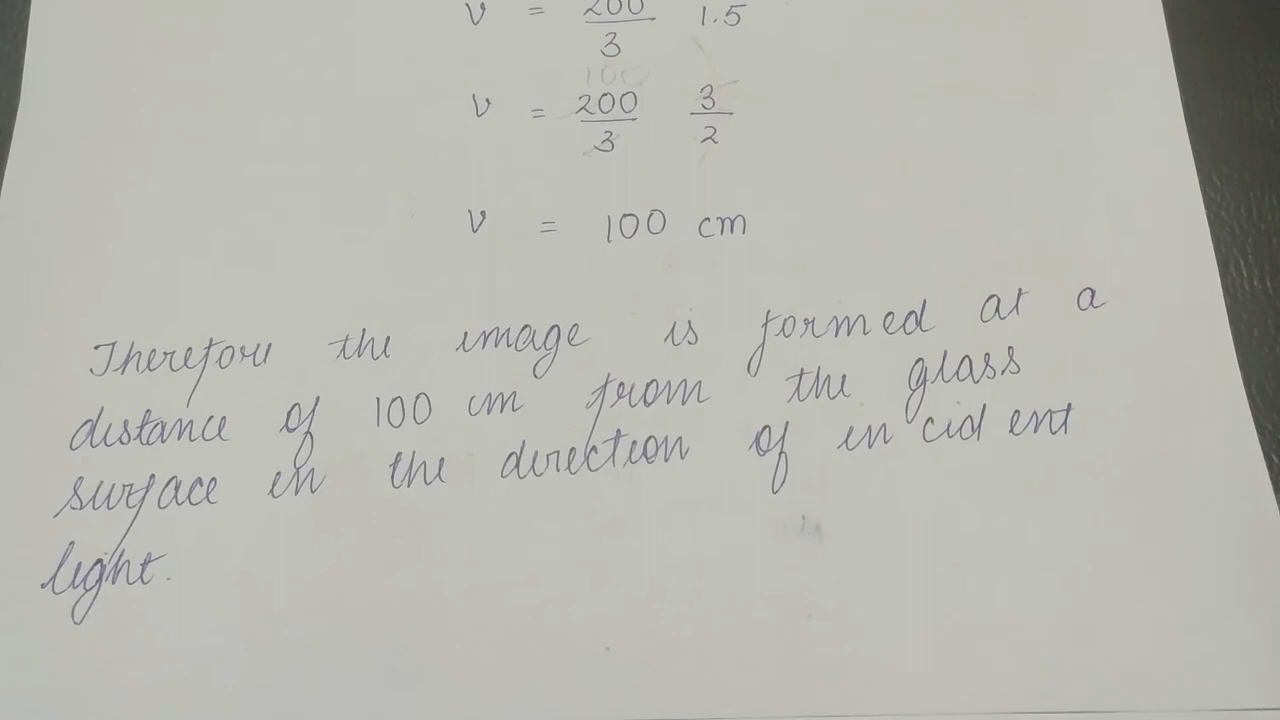 v = 200/3 1.5
v = 200/3 3/2
v = 100 cm
Therefore the image is formed at a
distance of 100 cm from the glass
surface in the direction of incident
light.